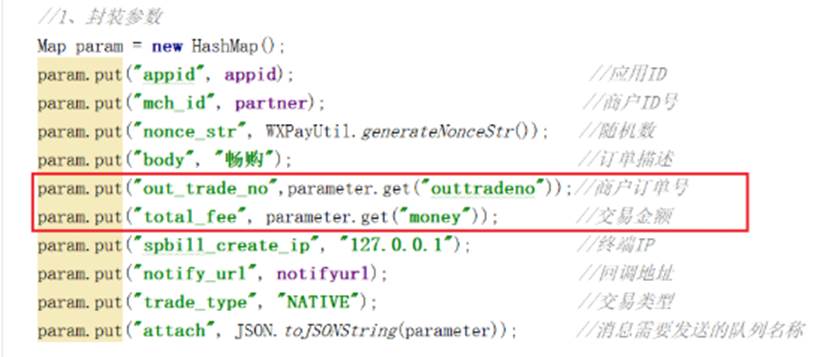 //1、封装参数
Map param = new HashMap();
param.put("appid", appid); //应用ID
param.put("mch_id", partner); //商户ID号
param.put("nonce_str", WXPayUtil.generateNonceStr()); //随机数
param.put("body", "畅购"); //订单描述
param.put("out_trade_no",parameter.get("outtradeno"));//商户订单号
param.put("total_fee", parameter.get("money")); //交易金额
param.put("spbill_create_ip", "127.0.0.1"); //终端IP
param.put("notify_url", notifyurl); //回调地址
param.put("trade_type", "NATIVE"); //交易类型
param.put("attach", JSON.toJSONString(parameter)); //消息需要发送的队列名称